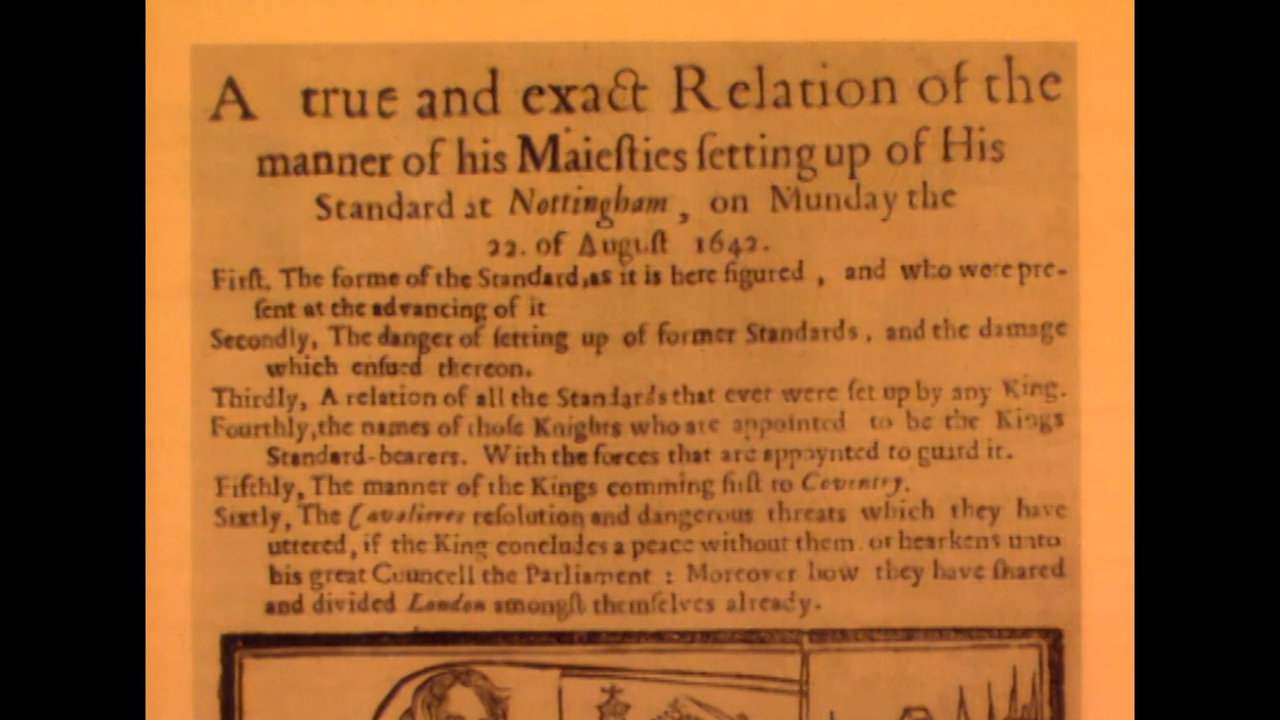 A true and exact Relation of the
manner of his Maieſties ſetting up of His
Standard at Nottingham, on Munday the
22. of Auguſt 1642.
Firſt. The forme of the Standard, as it is here figured, and who were pre-
ſent at the advancing of it
Secondly, The danger of ſetting up of former Standards, and the damage
which enſued thereon.
Thirdly, A relation of all the Standards that ever were ſet up by any King.
Fourthly, the names of thoſe Knights who are appointed to be the Kings
Standard-bearers. With the forces that are appoynted to guard it.
Fifthly, The manner of the Kings comming firſt to Coventry.
Sixtly, The Cavalieres reſolution and dangerous threats which they have
uttered, if the King concludes a peace without them. or hearkens unto
his great Councell the Parliament : Moreover how they have ſhared
and divided London amongſt themſelves already.